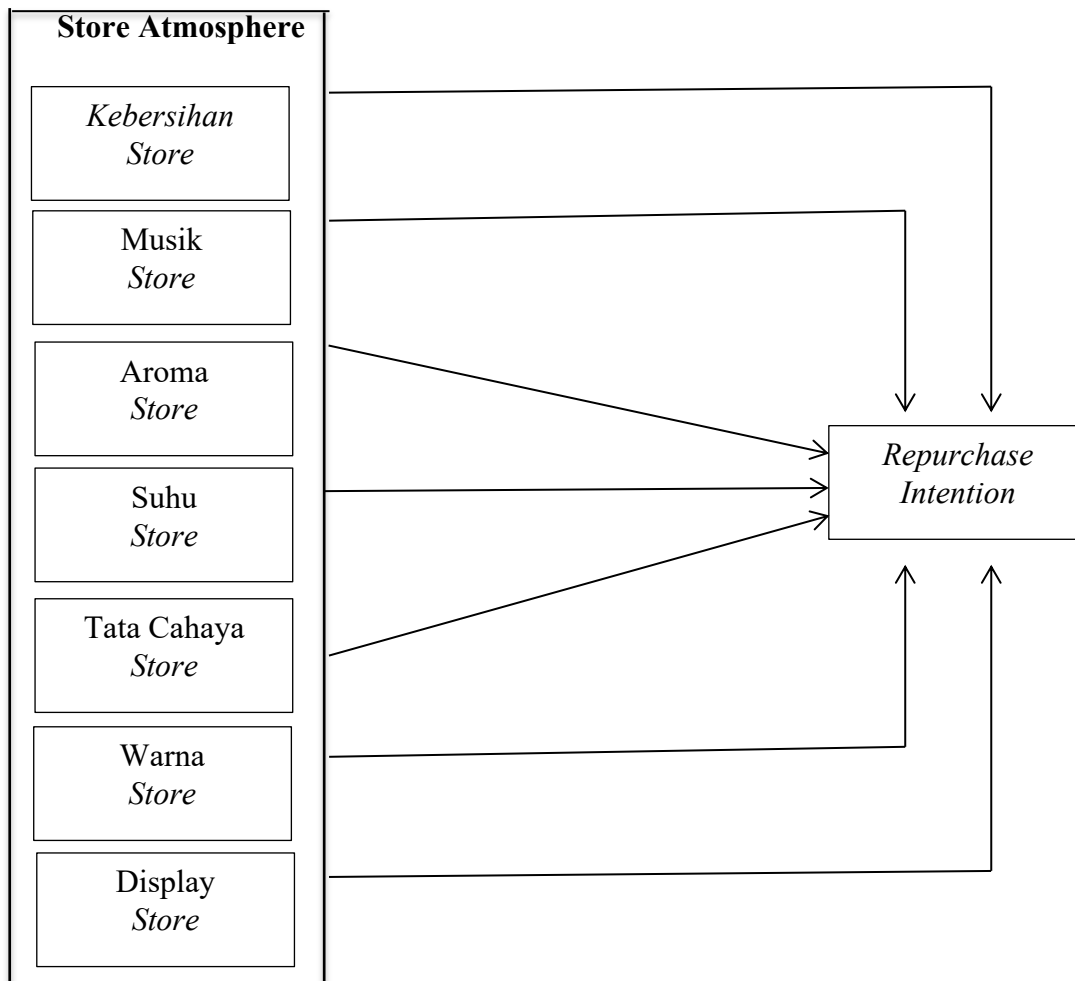 Store Atmosphere
Kebersihan
Store
Musik
Store
Aroma
Store
Suhu
Store
Tata Cahaya
Store
Warna
Store
Display
Store
Repurchase
Intention